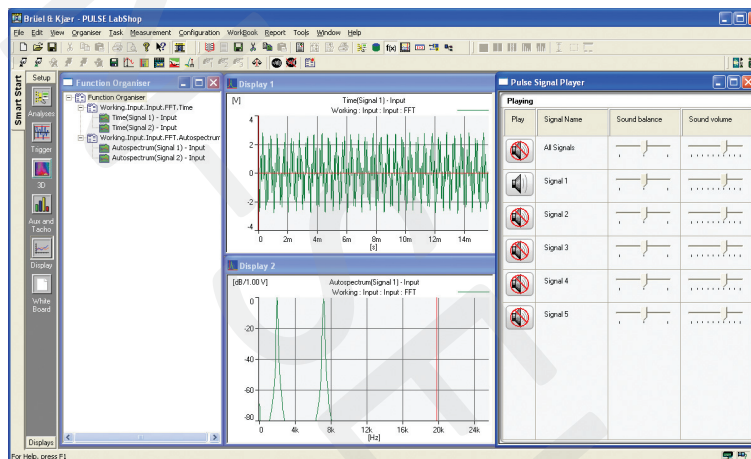 Brüel & Kjær - PULSE LabShop
File Edit View Organiser Task Measurement Configuration WorkBook Report Tools Window Help
f(x)
Smart Start
Setup
Analyses
Trigger
3D
Aux and
Tacho
Display
White
Board
Displays
Function Organiser
Function Organiser
Working.Input.Input.FFT.Time
Time(Signal 1) - Input
Time(Signal 2) - Input
Working.Input.Input.FFT.Autospectrum
Autospectrum(Signal 1) - Input
Autospectrum(Signal 2) - Input
Display 1
[V] Time(Signal 1) - Input
Working : Input : Input : FFT
4
2
0
-2
-4
0 2m 4m 6m 8m 10m 12m 14m
[s]
Display 2
[dB/1.00 V] Autospectrum(Signal 1) - Input
Working : Input : Input : FFT
0
-20
-40
-60
-80
0 4k 8k 12k 16k 20k 24k
[Hz]
Pulse Signal Player
Playing
Play Signal Name Sound balance Sound volume
All Signals
Signal 1
Signal 2
Signal 3
Signal 4
Signal 5
For Help, press F1